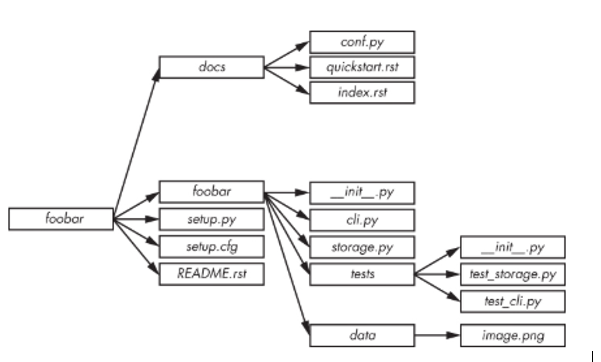 conf.py
docs
quickstart.rst
index.rst
foobar
foobar
__init__.py
setup.py
cli.py
setup.cfg
storage.py
README.rst
tests
__init__.py
test_storage.py
test_cli.py
data
image.png